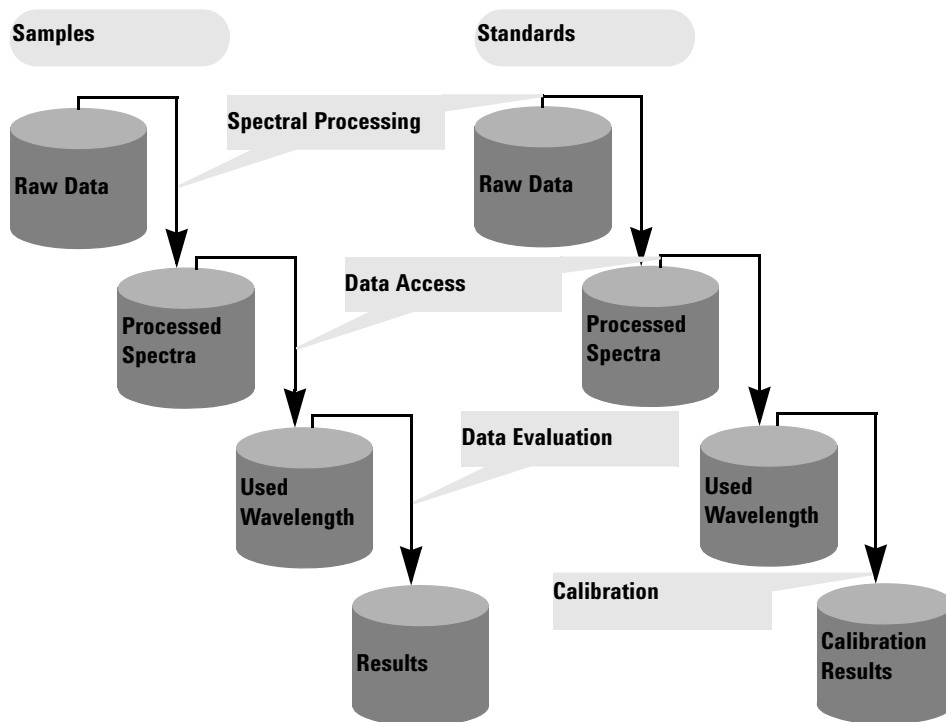 Samples
Standards
Spectral Processing
Raw Data
Raw Data
Data Access
Processed
Spectra
Processed
Spectra
Data Evaluation
Used
Wavelength
Used
Wavelength
Calibration
Results
Calibration
Results